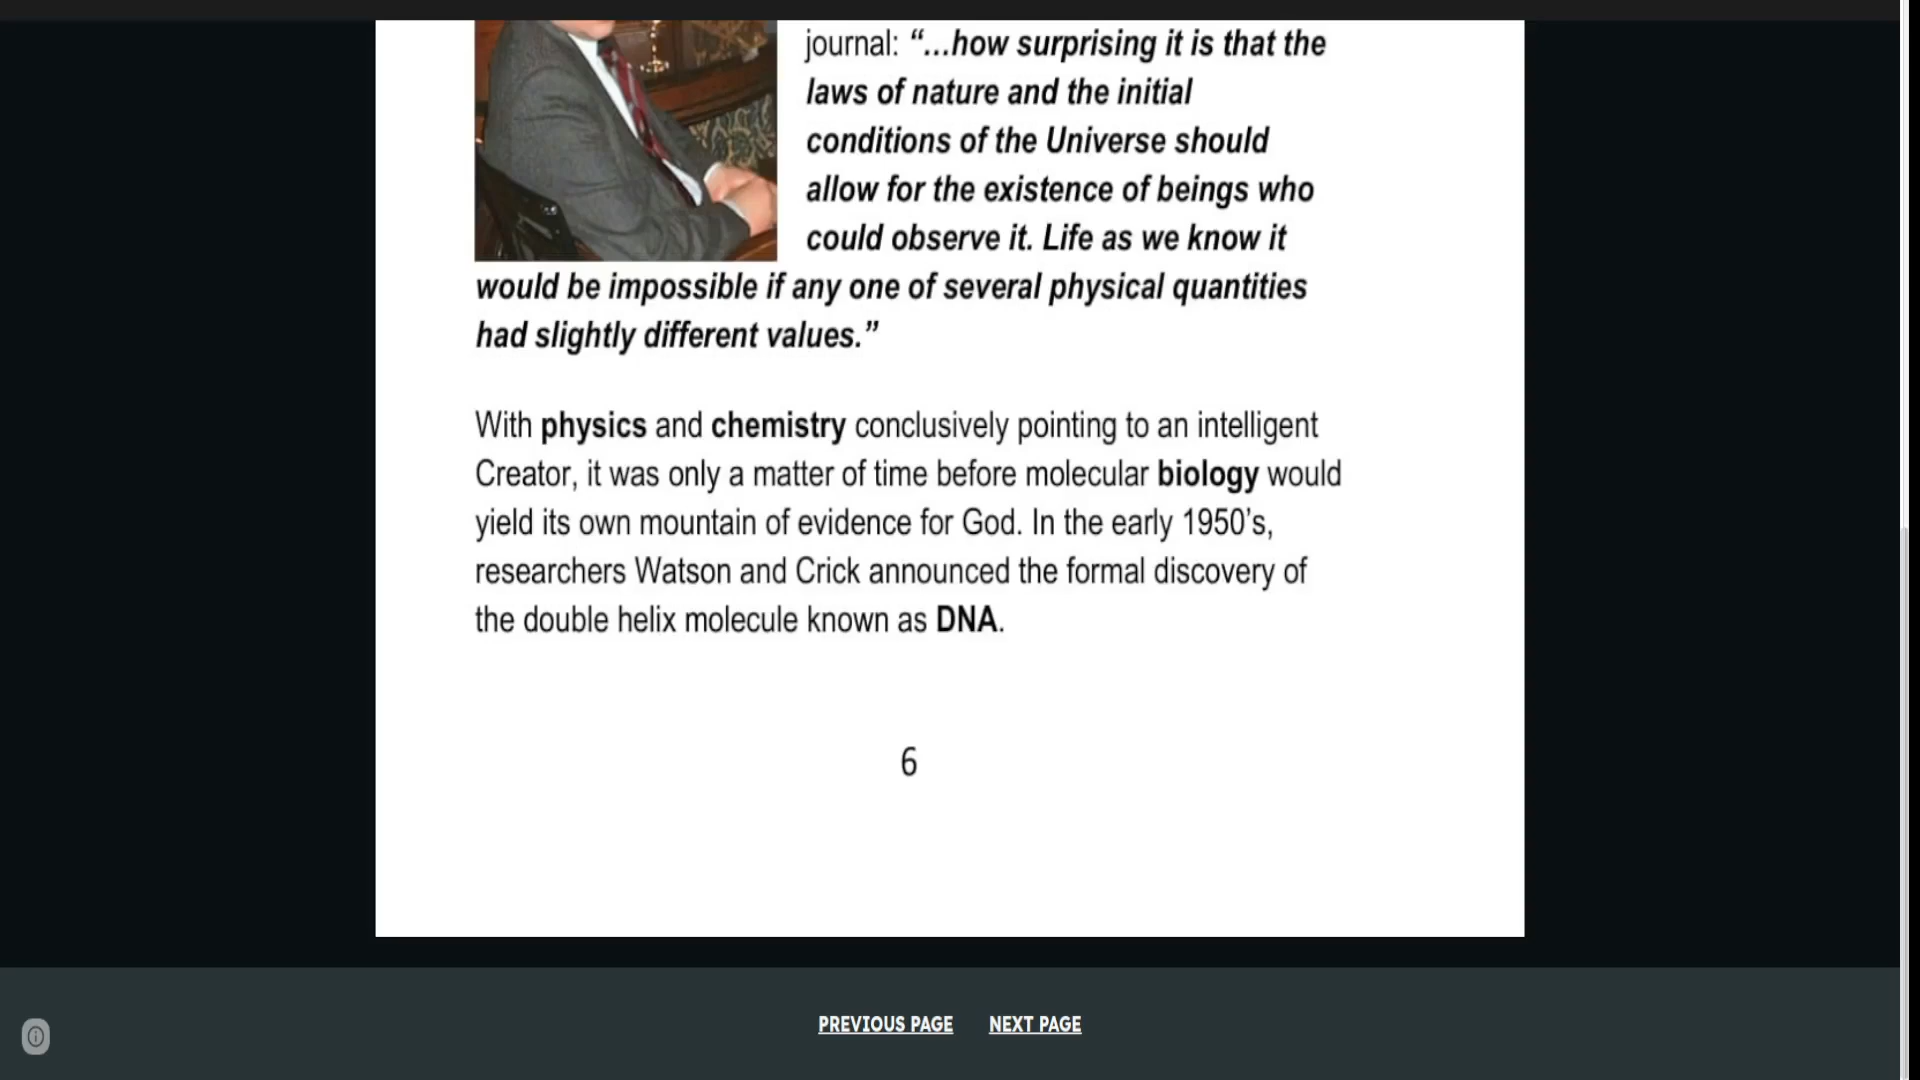 journal: “...how surprising it is that the
laws of nature and the initial
conditions of the Universe should
allow for the existence of beings who
could observe it. Life as we know it
would be impossible if any one of several physical quantities
had slightly different values.”
With physics and chemistry conclusively pointing to an intelligent
Creator, it was only a matter of time before molecular biology would
yield its own mountain of evidence for God. In the early 1950’s,
researchers Watson and Crick announced the formal discovery of
the double helix molecule known as DNA.
6
PREVIOUS PAGE NEXT PAGE